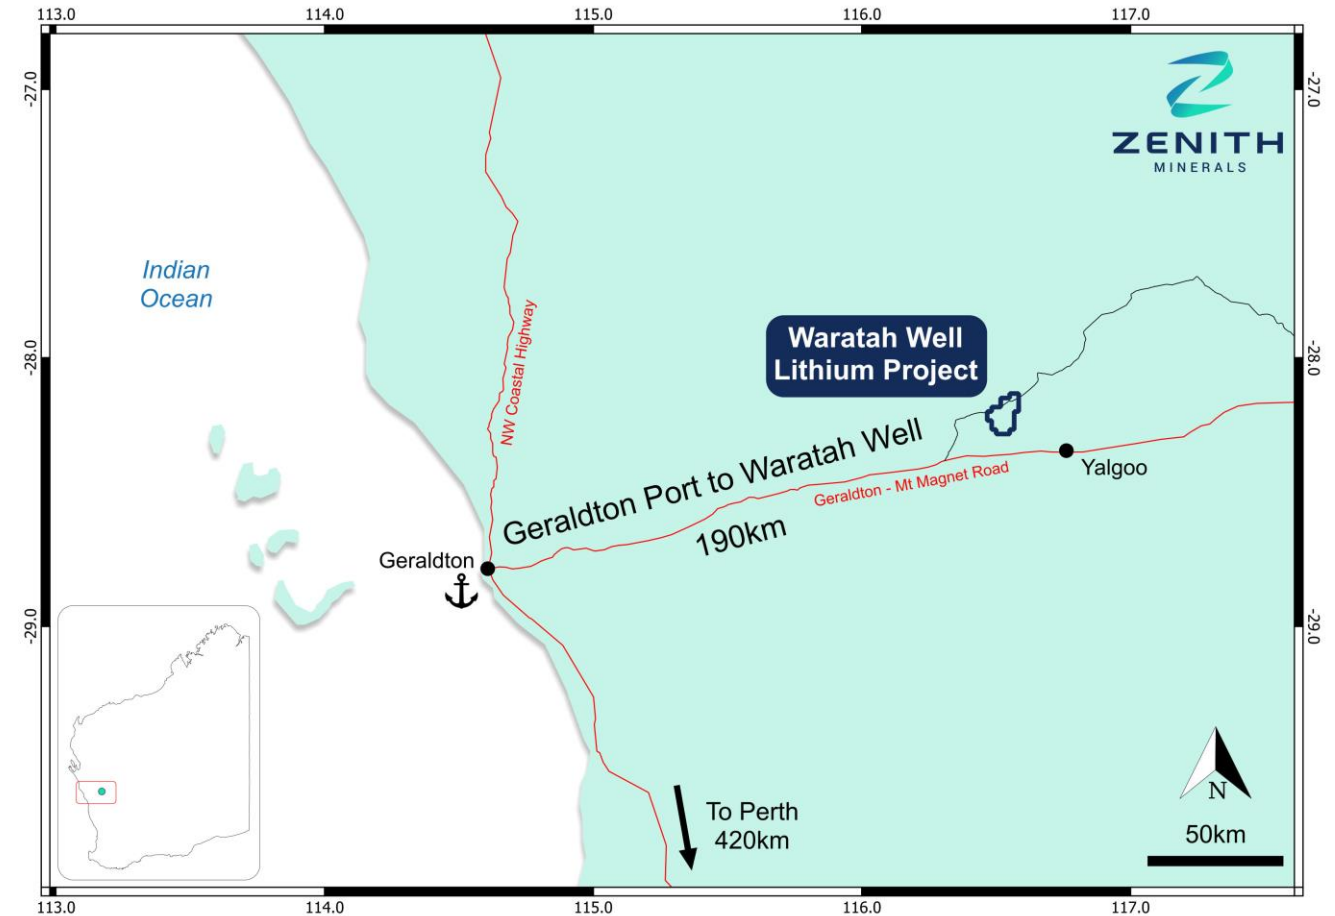 113.0
114.0
115.0
116.0
117.0
-27.0
-27.0
ZENITH
MINERALS
Indian
Ocean
NW Coastal Highway
Waratah Well
Lithium Project
-28.0
-28.0
Geraldton Port to Waratah Well
190km
Geraldton - Mt Magnet Road
Yalgoo
Geraldton
-29.0
-29.0
To Perth
420km
N
50km
113.0
114.0
115.0
116.0
117.0